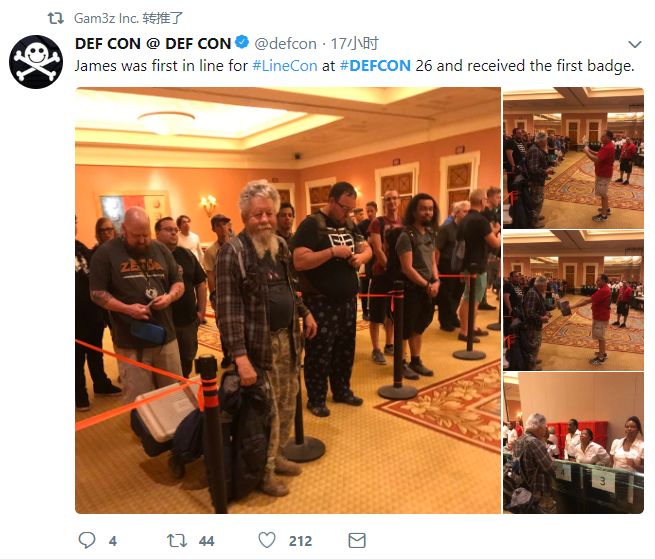 Gam3z Inc. 转推了
DEF CON @ DEF CON @defcon · 17小时
James was first in line for #LineCon at #DEFCON 26 and received the first badge.
4
3
4 44 212